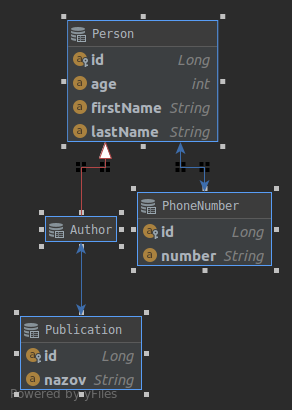 Person
id Long
age int
firstName String
lastName String
PhoneNumber
id Long
number String
Author
Publication
id Long
nazov String
Powered by yFiles